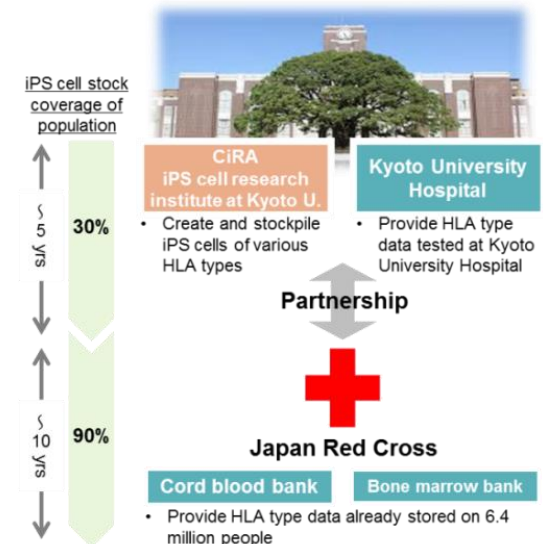 iPS cell stock
coverage of
population
~ 5 yrs
30%
~ 10 yrs
90%
CiRA
iPS cell research
institute at Kyoto U.
• Create and stockpile
iPS cells of various
HLA types
Kyoto University
Hospital
• Provide HLA type
data tested at Kyoto
University Hospital
Partnership
Japan Red Cross
Cord blood bank
Bone marrow bank
• Provide HLA type data already stored on 6.4
million people